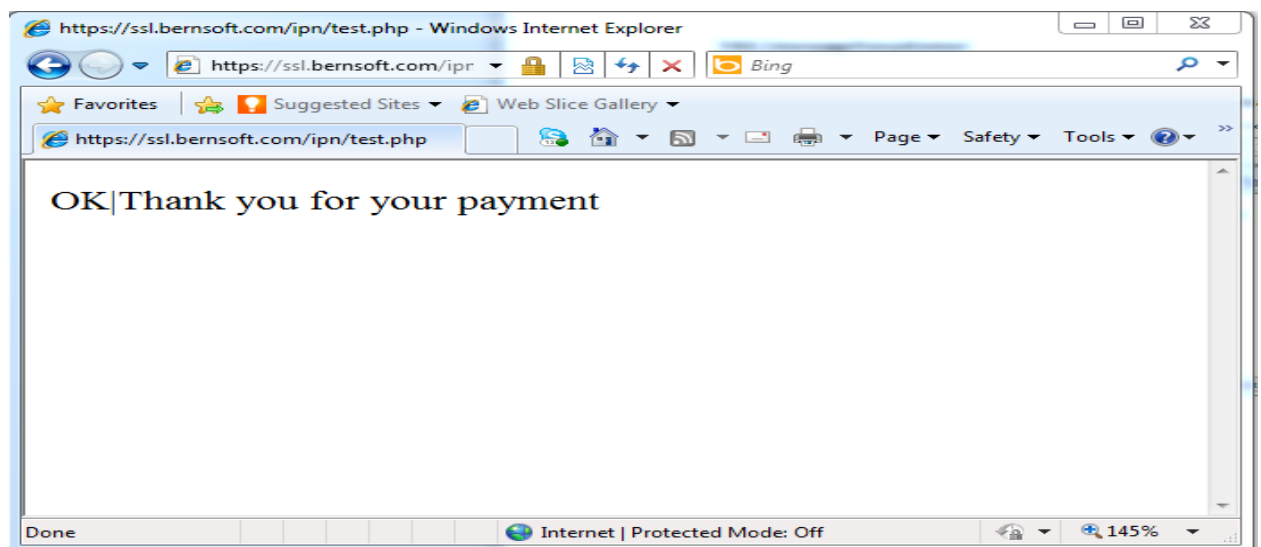 https://ssl.bernsoft.com/ipn/test.php - Windows Internet Explorer
https://ssl.bernsoft.com/ipr Bing
Favorites Suggested Sites Web Slice Gallery
https://ssl.bernsoft.com/ipn/test.php Page Safety Tools
OK|Thank you for your payment
Done Internet | Protected Mode: Off 145%